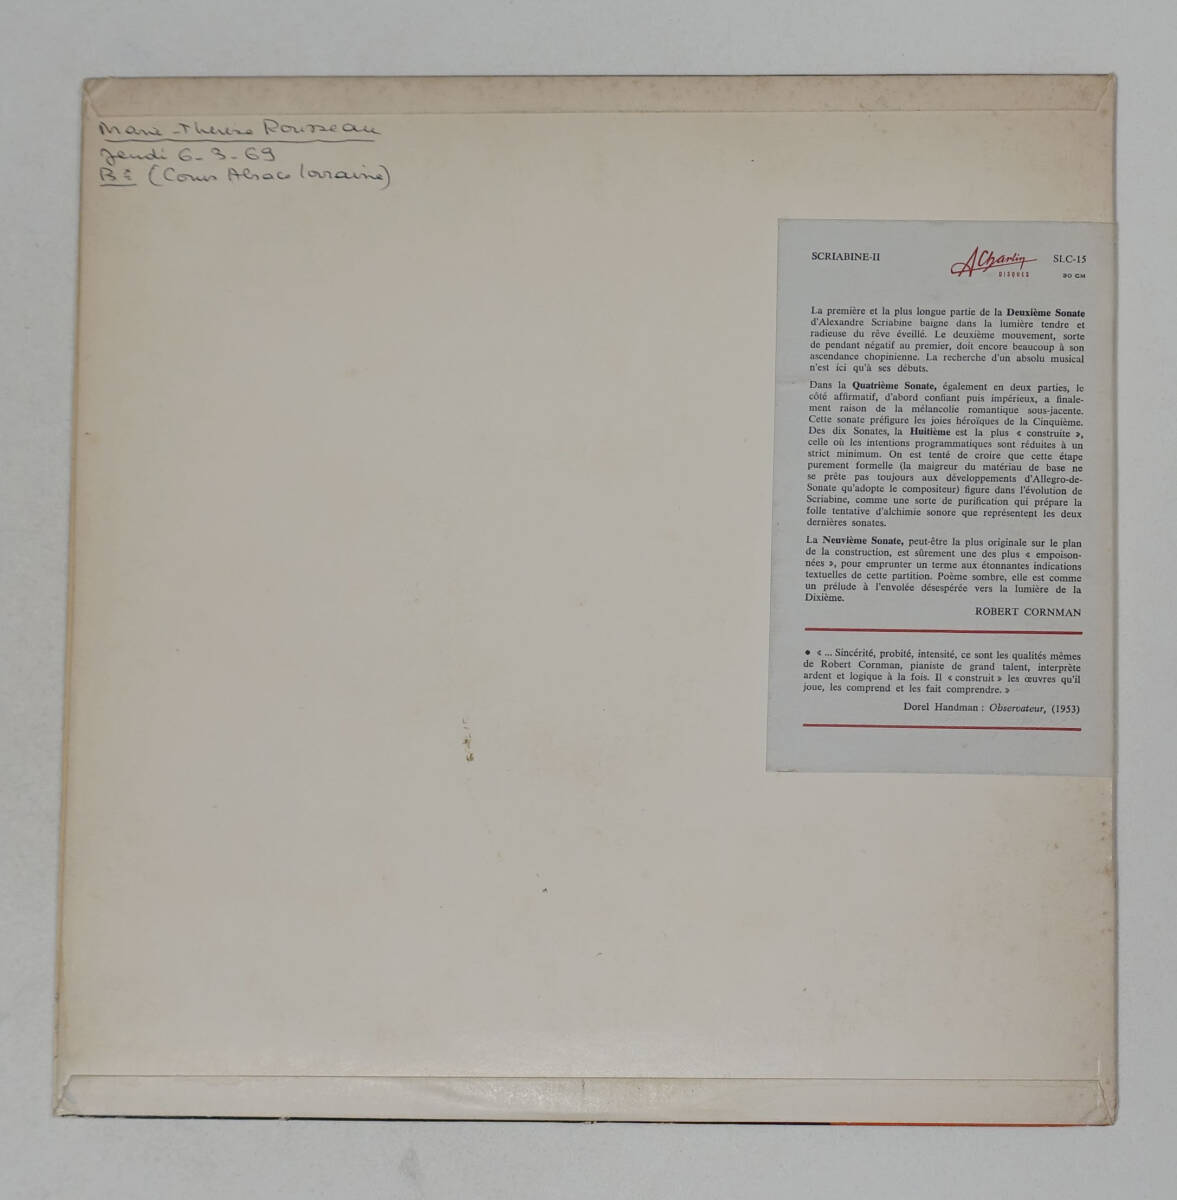 Marie-Therese Rousseau
Jeudi 6-3-69
(Cours Alsace lorraine)
SCRIABINE-II
ACharlin
DISQUES
SLC-15
30 CM
La première et la plus longue partie de la Deuxième Sonate
d'Alexandre Scriabine baigne dans la lumière tendre et
radieuse du rêve éveillé. Le deuxième mouvement, sorte
de pendant négatif au premier, doit encore beaucoup à son
ascendance chopinienne. La recherche d'un absolu musical
n'est ici qu'à ses débuts.
Dans la Quatrième Sonate, également en deux parties, le
côté affirmatif, d'abord confiant puis impérieux, a finale-
ment raison de la mélancolie romantique sous-jacente.
Cette sonate préfigure les joies héroïques de la Cinquième.
Des dix Sonates, la Huitième est la plus « construite »,
celle où les intentions programmatiques sont réduites à un
strict minimum. On est tenté de croire que cette étape
purement formelle (la maigreur du matériau de base ne
se prête pas toujours aux développements d'Allegro-de-
Sonate qu'adopte le compositeur) figure dans l'évolution de
Scriabine, comme une sorte de purification qui prépare la
folle tentative d'alchimie sonore que représentent les deux
dernières sonates.
La Neuvième Sonate, peut-être la plus originale sur le plan
de la construction, est sûrement une des plus « empoison-
nées », pour emprunter un terme aux étonnantes indications
textuelles de cette partition. Poème sombre, elle est comme
un prélude à l'envolée désespérée vers la lumière de la
Dixième.
ROBERT CORNMAN
● « ... Sincérité, probité, intensité, ce sont les qualités mêmes
de Robert Cornman, pianiste de grand talent, interprète
ardent et logique à la fois. Il « construit » les œuvres qu'il
joue, les comprend et les fait comprendre. »
Dorel Handman : Observateur, (1953)